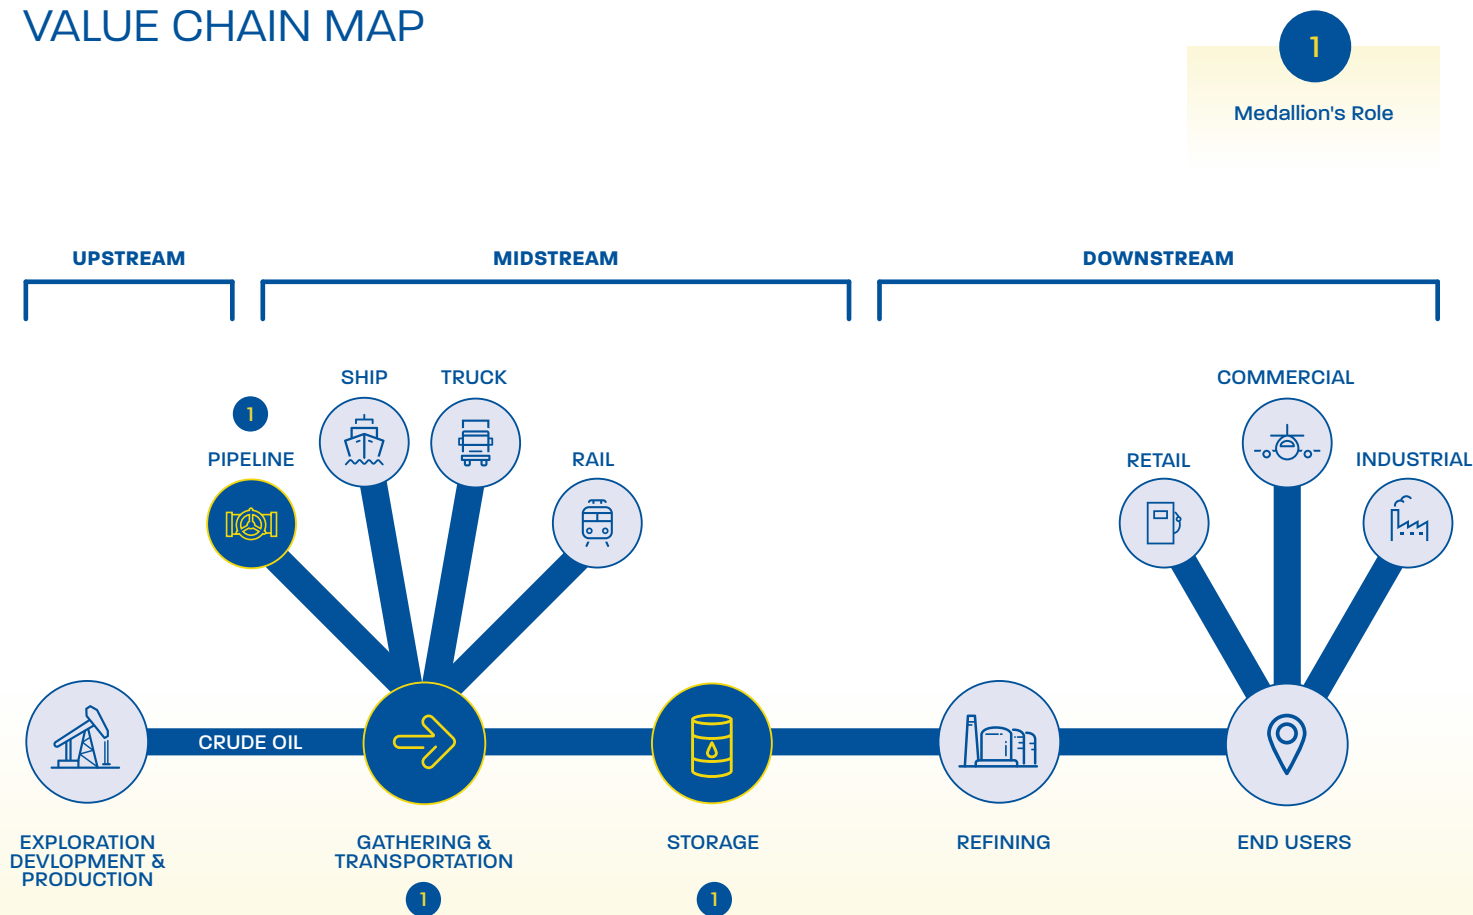 VALUE CHAIN MAP
1
Medallion's Role
UPSTREAM
MIDSTREAM
DOWNSTREAM
SHIP
TRUCK
COMMERCIAL
1
PIPELINE
RAIL
RETAIL
INDUSTRIAL
CRUDE OIL
EXPLORATION
DEVLOPMENT &
PRODUCTION
GATHERING &
TRANSPORTATION
1
STORAGE
1
REFINING
END USERS